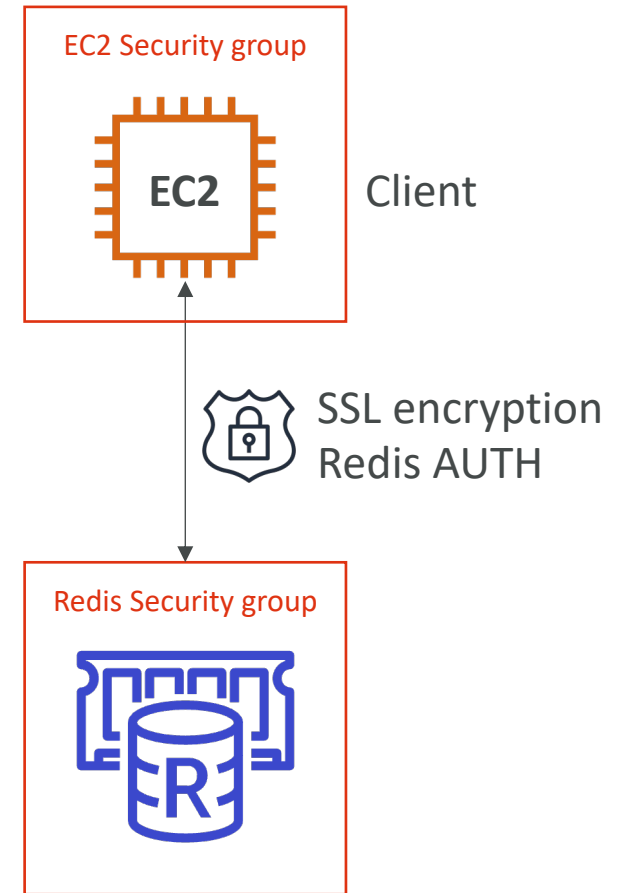 EC2 Security group
EC2
Client
SSL encryption
Redis AUTH
Redis Security group
R